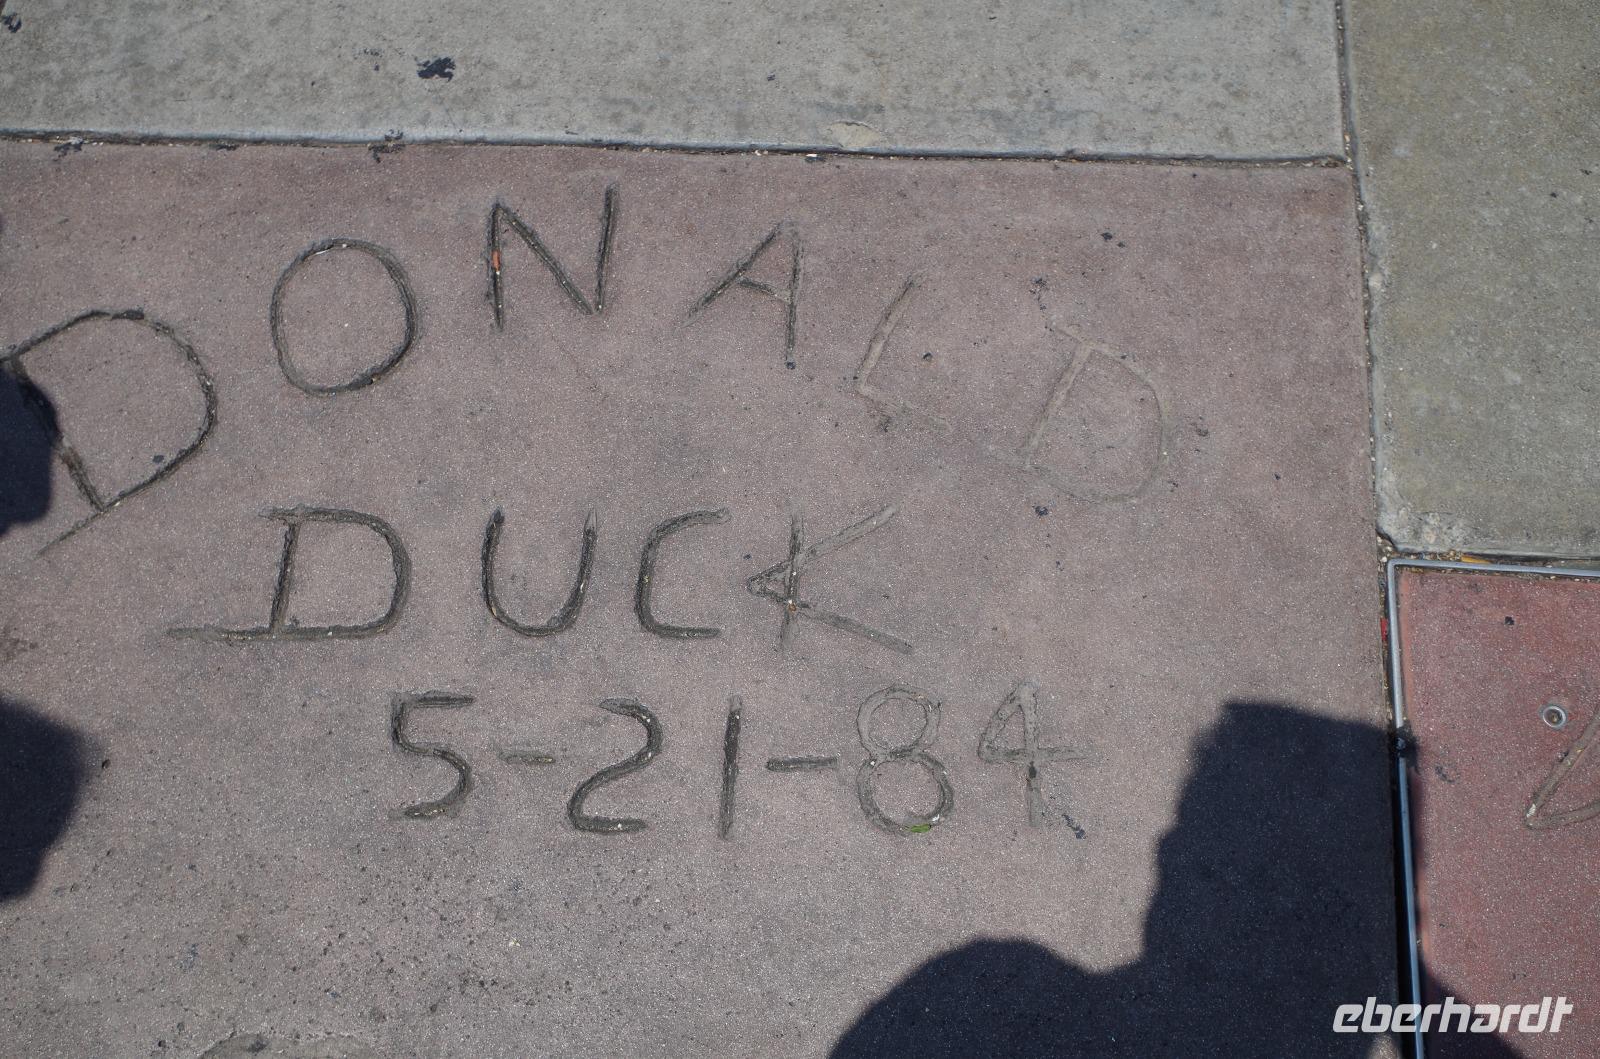 DONALD
DUCK
5-21-84
eberhardt